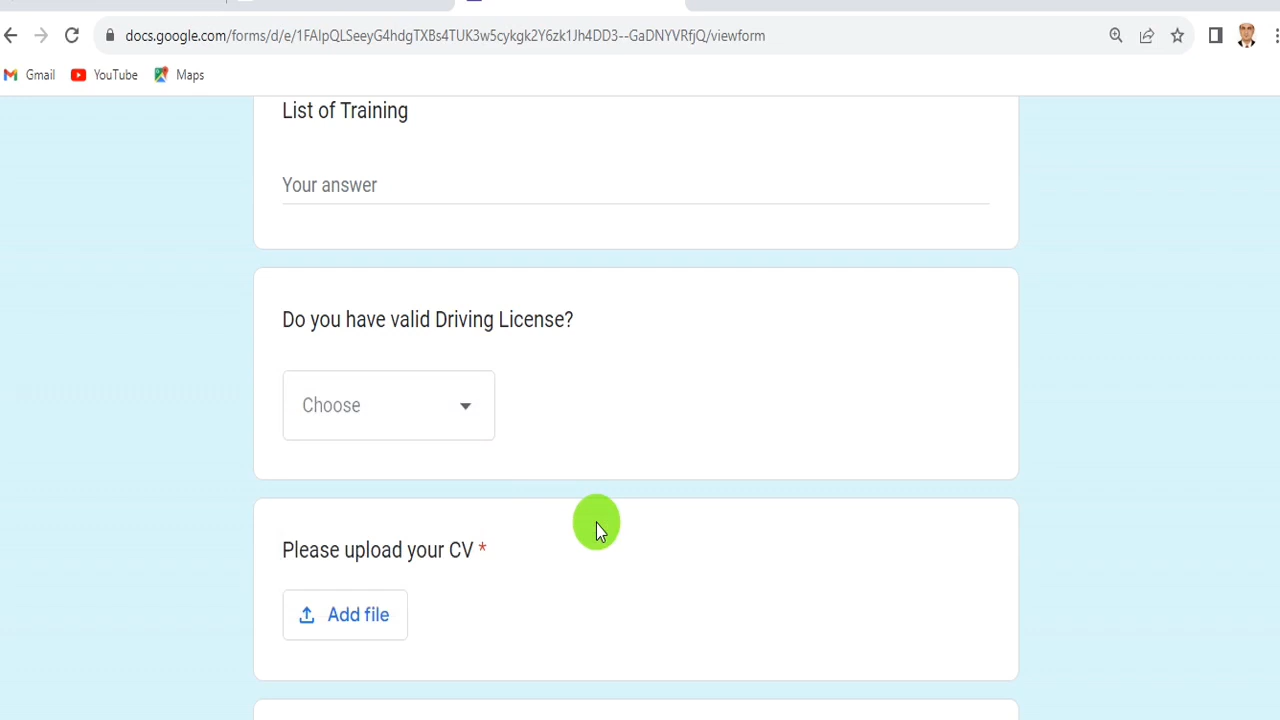 docs.google.com/forms/d/e/1FAIpQLSeeyG4hdgTXBs4TUK3w5cykgk2Y6zk1Jh4DD3--GaDNYVRfjQ/viewform
Gmail YouTube Maps
List of Training
Your answer
Do you have valid Driving License?
Choose
Please upload your CV *
Add file